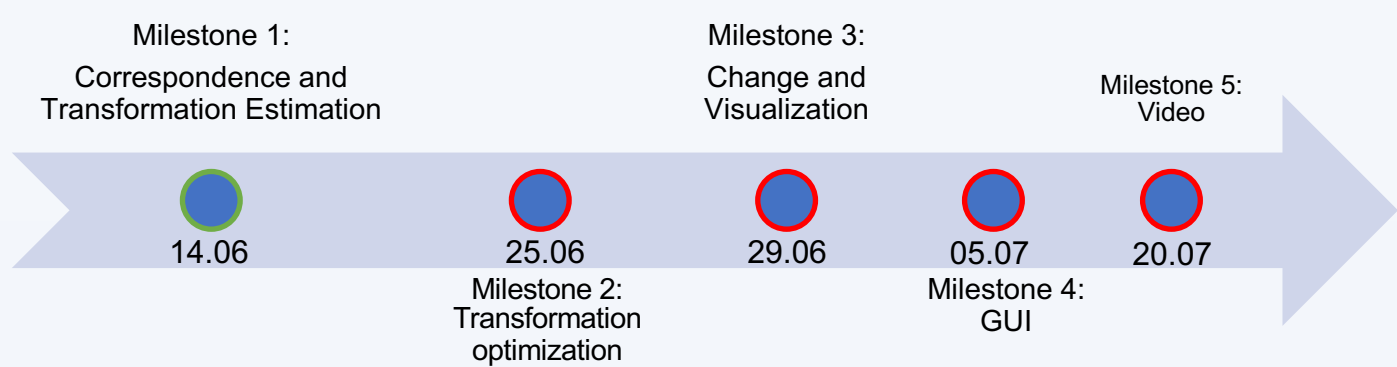 Milestone 1:
Correspondence and
Transformation Estimation
14.06
25.06
Milestone 2:
Transformation
optimization
Milestone 3:
Change and
Visualization
29.06
05.07
Milestone 4:
GUI
Milestone 5:
Video
20.07